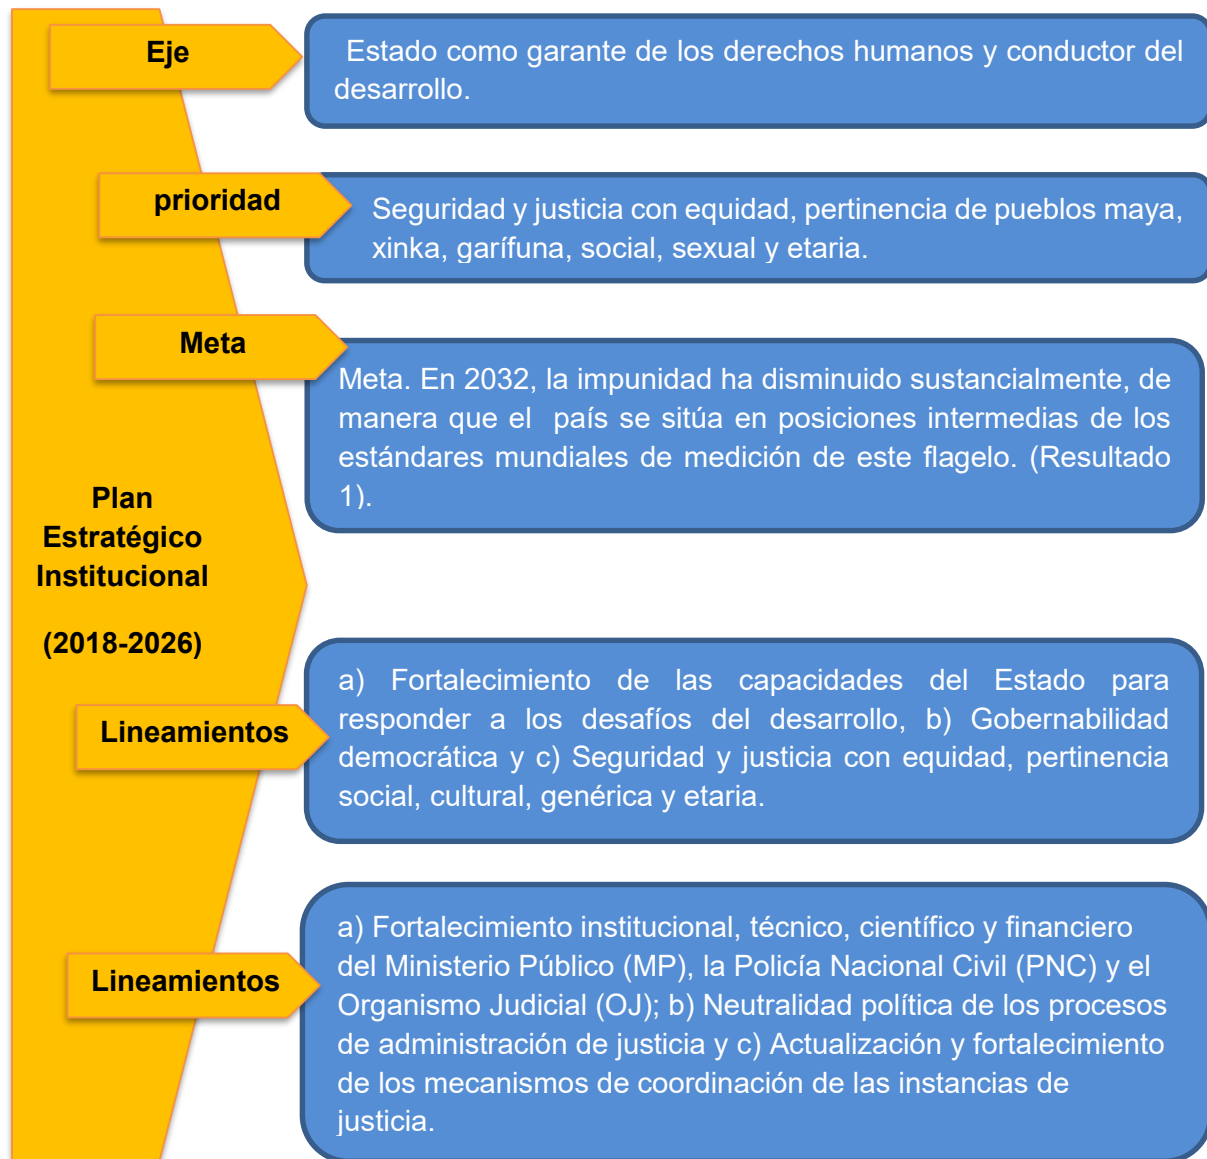 Eje
Estado como garante de los derechos humanos y conductor del
desarrollo.
prioridad
Seguridad y justicia con equidad, pertinencia de pueblos maya,
xinka, garífuna, social, sexual y etaria.
Meta
Meta. En 2032, la impunidad ha disminuido sustancialmente, de
manera que el país se sitúa en posiciones intermedias de los
estándares mundiales de medición de este flagelo. (Resultado
1).
Plan
Estratégico
Institucional
(2018-2026)
Lineamientos
a) Fortalecimiento de las capacidades del Estado para
responder a los desafíos del desarrollo, b) Gobernabilidad
democrática y c) Seguridad y justicia con equidad, pertinencia
social, cultural, genérica y etaria.
Lineamientos
a) Fortalecimiento institucional, técnico, científico y financiero
del Ministerio Público (MP), la Policía Nacional Civil (PNC) y el
Organismo Judicial (OJ); b) Neutralidad política de los procesos
de administración de justicia y c) Actualización y fortalecimiento
de los mecanismos de coordinación de las instancias de
justicia.